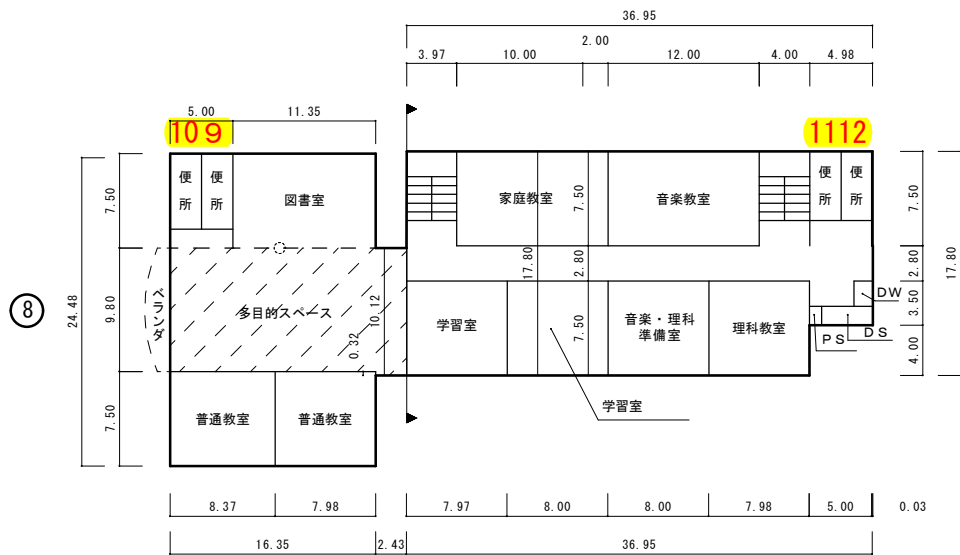 36.95
2.00
3.97 10.00 12.00 4.00 4.98
5.00 11.35
10９ 1112
便所 便所 図書室 家庭教室 音楽教室 便所 便所
7.50 7.50 7.50
9.80 24.48 17.80 2.80 2.80 17.80
⑧
ベランダ
多目的スペース
10.12
0.32
3.50
DW
学習室 7.50 音楽・理科準備室 理科教室
PS DS
4.00
学習室
7.50
普通教室 普通教室
8.37 7.98 7.97 8.00 8.00 7.98 5.00 0.03
16.35 2.43 36.95